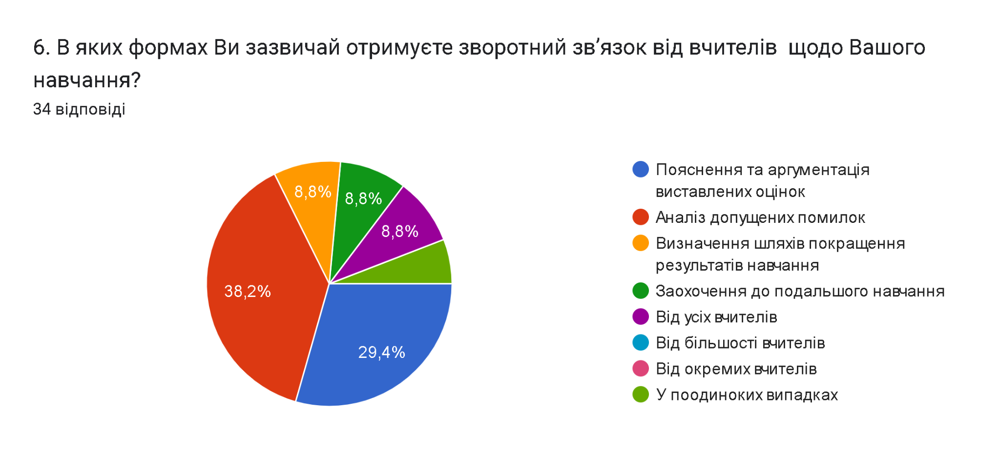 6. В яких формах Ви зазвичай отримуєте зворотний зв’язок від вчителів  щодо Вашого
навчання?
34 відповіді
8,8%
8,8%
8,8%
38,2%
29,4%
Пояснення та аргументація
виставлених оцінок
Аналіз допущених помилок
Визначення шляхів покращення
результатів навчання
Заохочення до подальшого навчання
Від усіх вчителів
Від більшості вчителів
Від окремих вчителів
У поодиноких випадках